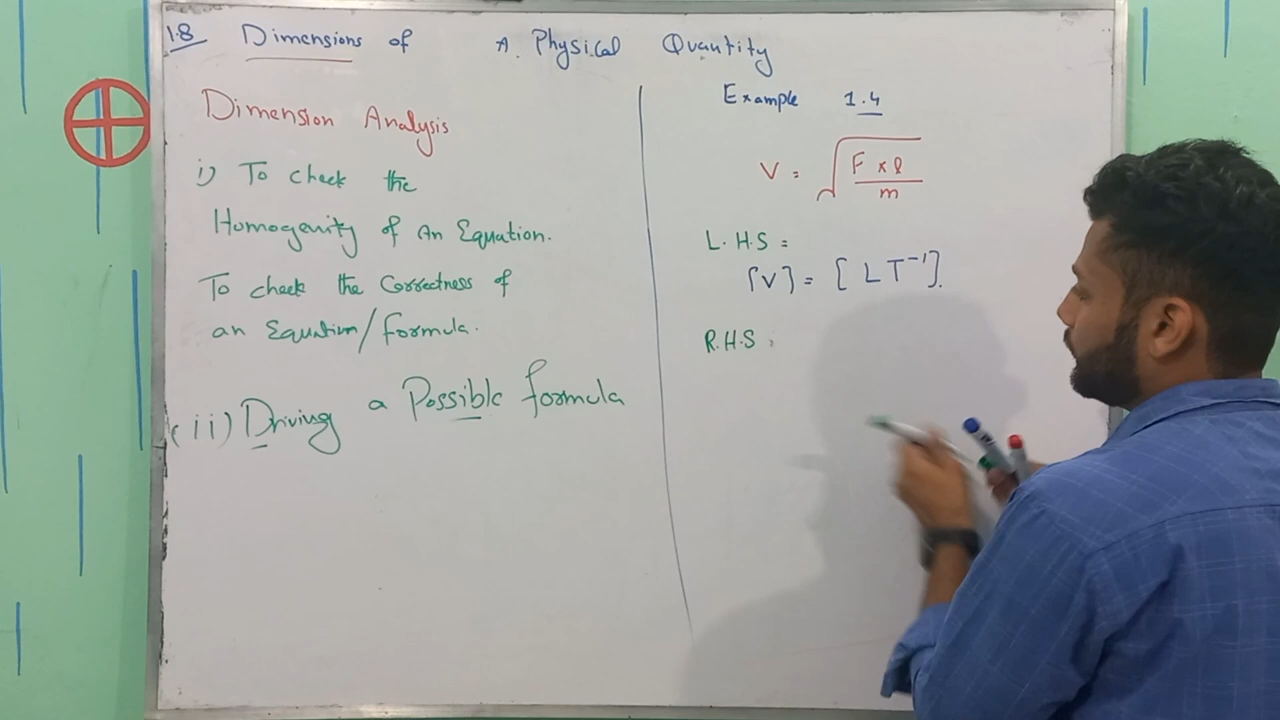 1.8 Dimensions of A. Physical Quantity
Dimension Analysis
i) To check the
Homogenity of An Equation.
To check the Correctness of
an Equation/formula.
(ii) Driving a Possible formula
Example 1.4
V = √(F × l / m)
L.H.S =
[V] = [LT⁻¹].
R.H.S :